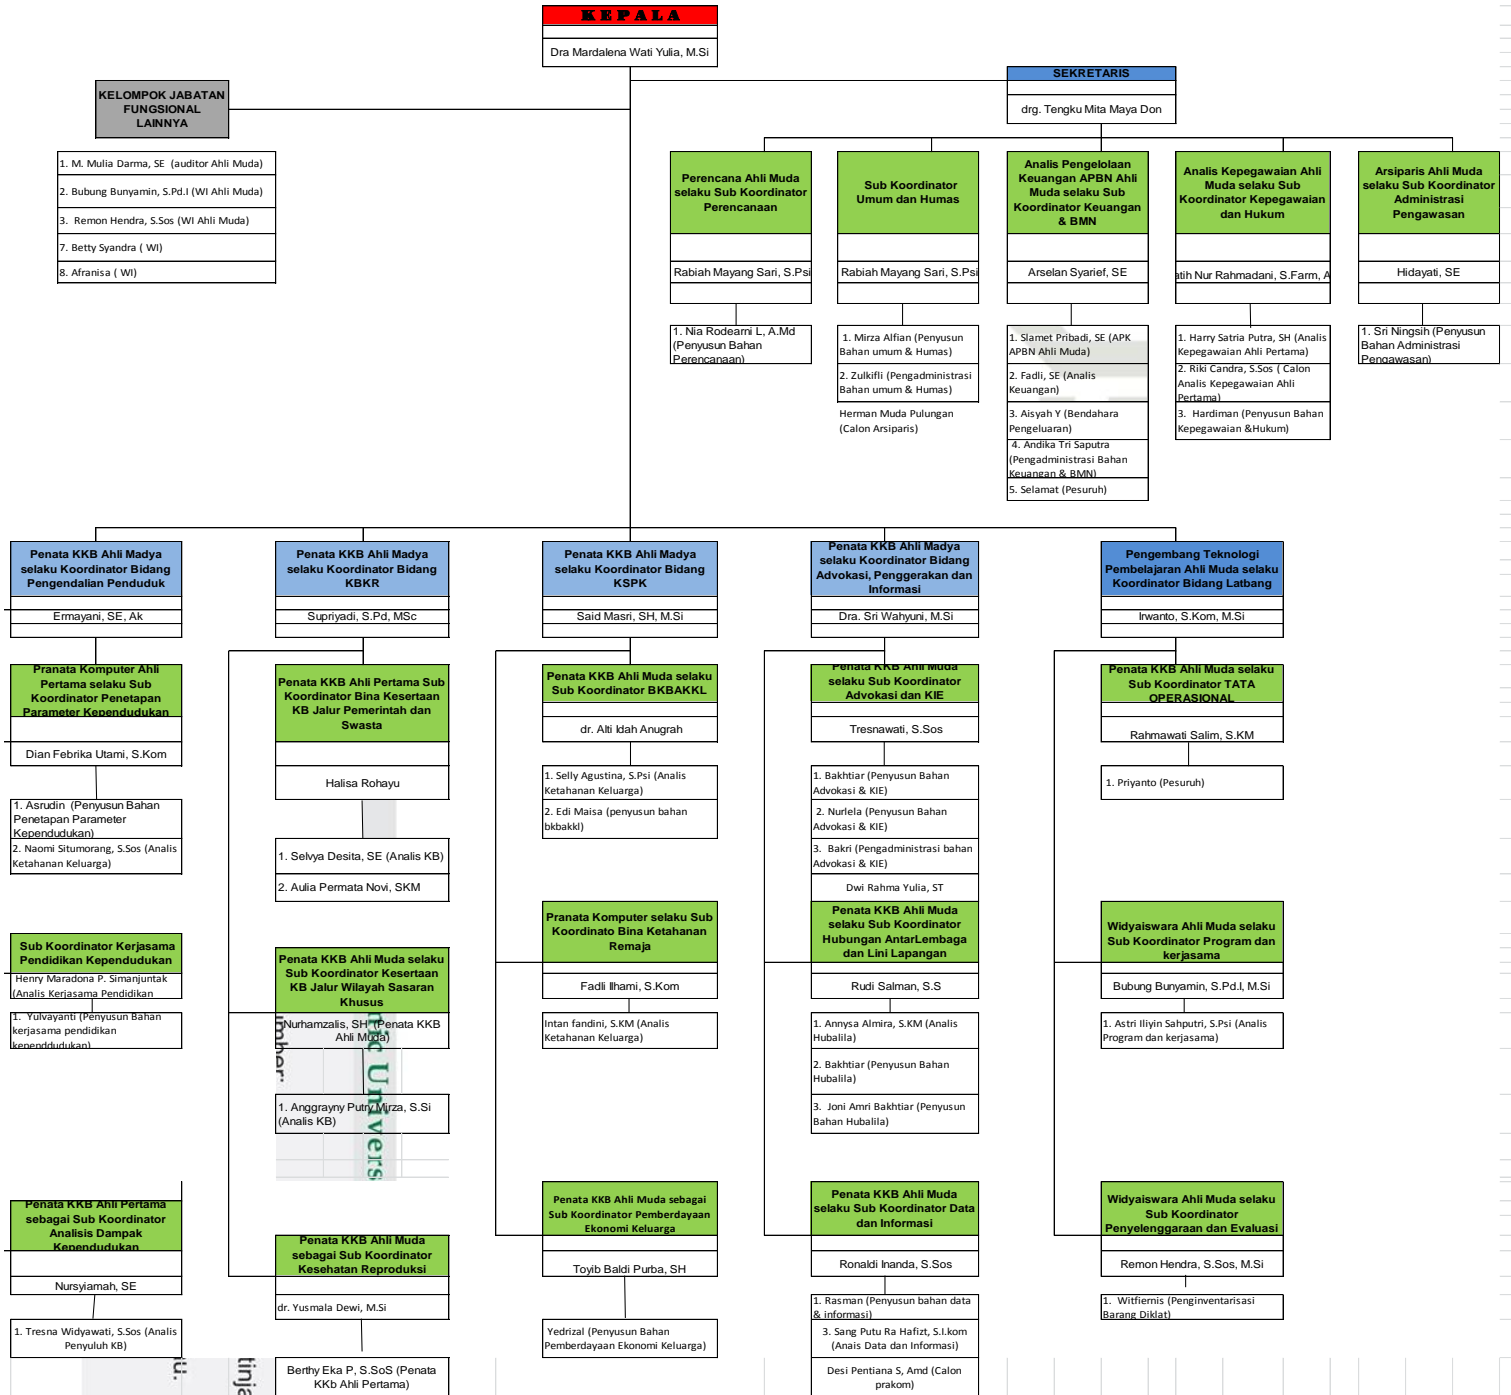 KEPALA
Dra Mardalena Wati Yulia, M.Si
SEKRETARIS
drg. Tengku Mita Maya Don
KELOMPOK JABATAN
FUNGSIONAL
LAINNYA
1. M. Mulia Darma, SE (auditor Ahli Muda)
2. Bubung Bunyamin, S.Pd.I (WI Ahli Muda)
3. Remon Hendra, S.Sos (WI Ahli Muda)
7. Betty Syandra ( WI)
8. Afranisa ( WI)
Perencana Ahli Muda
selaku Sub Koordinator
Perencanaan
Rabiah Mayang Sari, S.Psi
1. Nia Rodearni L, A.Md
(Penyusun Bahan
Perencanaan)
Sub Koordinator
Umum dan Humas
Rabiah Mayang Sari, S.Psi
1. Mirza Alfian (Penyusun
Bahan umum & Humas)
2. Zulkifli (Pengadministrasi
Bahan umum & Humas)
Herman Muda Pulungan
(Calon Arsiparis)
Analis Pengelolaan
Keuangan APBN Ahli
Muda selaku Sub
Koordinator Keuangan
& BMN
Arselan Syarief, SE
1. Slamet Pribadi, SE (APK
APBN Ahli Muda)
2. Fadli, SE (Analis
Keuangan)
3. Aisyah Y (Bendahara
Pengeluaran)
4. Andika Tri Saputra
(Pengadministrasi Bahan
Keuangan & BMN)
5. Selamat (Pesuruh)
Analis Kepegawaian Ahli
Muda selaku Sub
Koordinator Kepegawaian
dan Hukum
atih Nur Rahmadani, S.Farm, A
1. Harry Satria Putra, SH (Analis
Kepegawaian Ahli Pertama)
2. Riki Candra, S.Sos ( Calon
Analis Kepegawaian Ahli
Pertama)
3. Hardiman (Penyusun Bahan
Kepegawaian &Hukum)
Arsiparis Ahli Muda
selaku Sub Koordinator
Administrasi
Pengawasan
Hidayati, SE
1. Sri Ningsih (Penyusun
Bahan Administrasi
Pengawasan)
Penata KKB Ahli Madya
selaku Koordinator Bidang
Pengendalian Penduduk
Ermayani, SE, Ak
Pranata Komputer Ahli
Pertama selaku Sub
Koordinator Penetapan
Parameter Kependudukan
Dian Febrika Utami, S.Kom
1. Asrudin (Penyusun Bahan
Penetapan Parameter
Kependudukan)
2. Naomi Situmorang, S.Sos (Analis
Ketahanan Keluarga)
Sub Koordinator Kerjasama
Pendidikan Kependudukan
Henry Maradona P. Simanjuntak
(Analis Kerjasama Pendidikan
1. Yulvayanti (Penyusun Bahan
kerjasama pendidikan
kependdudukan)
Penata KKB Ahli Pertama
sebagai Sub Koordinator
Analisis Dampak
Kependudukan
Nursyiamah, SE
1. Tresna Widyawati, S.Sos (Analis
Penyuluh KB)
Penata KKB Ahli Madya
selaku Koordinator Bidang
KBKR
Supriyadi, S.Pd, MSc
Penata KKB Ahli Pertama Sub
Koordinator Bina Kesertaan
KB Jalur Pemerintah dan
Swasta
Halisa Rohayu
1. Selvya Desita, SE (Analis KB)
2. Aulia Permata Novi, SKM
Penata KKB Ahli Muda selaku
Sub Koordinator Kesertaan
KB Jalur Wilayah Sasaran
Khusus
Nurhamzalis, SH (Penata KKB
Ahli Muda)
1. Anggrayny Putry Mirza, S.Si
(Analis KB)
Penata KKB Ahli Muda
sebagai Sub Koordinator
Kesehatan Reproduksi
dr. Yusmala Dewi, M.Si
Berthy Eka P, S.SoS (Penata
KKb Ahli Pertama)
Penata KKB Ahli Madya
selaku Koordinator Bidang
KSPK
Said Masri, SH, M.Si
Penata KKB Ahli Muda selaku
Sub Koordinator BKBAKKL
dr. Alti Idah Anugrah
1. Selly Agustina, S.Psi (Analis
Ketahanan Keluarga)
2. Edi Maisa (penyusun bahan
bkbakkl)
Pranata Komputer selaku Sub
Koordinato Bina Ketahanan
Remaja
Fadli Ilhami, S.Kom
Intan fandini, S.KM (Analis
Ketahanan Keluarga)
Penata KKB Ahli Muda sebagai
Sub Koordinator Pemberdayaan
Ekonomi Keluarga
Toyib Baldi Purba, SH
Yedrizal (Penyusun Bahan
Pemberdayaan Ekonomi Keluarga)
Penata KKB Ahli Madya
selaku Koordinator Bidang
Advokasi, Penggerakan dan
Informasi
Dra. Sri Wahyuni, M.Si
Penata KKB Ahli Muda
selaku Sub Koordinator
Advokasi dan KIE
Tresnawati, S.Sos
1. Bakhtiar (Penyusun Bahan
Advokasi & KIE)
2. Nurlela (Penyusun Bahan
Advokasi & KIE)
3. Bakri (Pengadministrasi bahan
Advokasi & KIE)
Dwi Rahma Yulia, ST
Penata KKB Ahli Muda
selaku Sub Koordinator
Hubungan AntarLembaga
dan Lini Lapangan
Rudi Salman, S.S
1. Annysa Almira, S.KM (Analis
Hubalila)
2. Bakhtiar (Penyusun Bahan
Hubalila)
3. Joni Amri Bakhtiar (Penyusun
Bahan Hubalila)
Penata KKB Ahli Muda
selaku Sub Koordinator Data
dan Informasi
Ronaldi Inanda, S.Sos
1. Rasman (Penyusun bahan data
& informasi)
3. Sang Putu Ra Hafizt, S.I.kom
(Anais Data dan Informasi)
Desi Pentiana S, Amd (Calon
prakom)
Pengembang Teknologi
Pembelajaran Ahli Muda selaku
Koordinator Bidang Latbang
Irwanto, S.Kom, M.Si
Penata KKB Ahli Muda selaku
Sub Koordinator TATA
OPERASIONAL
Rahmawati Salim, S.KM
1. Priyanto (Pesuruh)
Widyaiswara Ahli Muda selaku
Sub Koordinator Program dan
kerjasama
Bubung Bunyamin, S.Pd.I, M.Si
1. Astri Iliyin Sahputri, S.Psi (Analis
Program dan kerjasama)
Widyaiswara Ahli Muda selaku
Sub Koordinator
Penyelenggaraan dan Evaluasi
Remon Hendra, S.Sos, M.Si
1. Witfiernis (Penginventarisasi
Barang Diklat)
tic Univers
mber:
tinja
u.